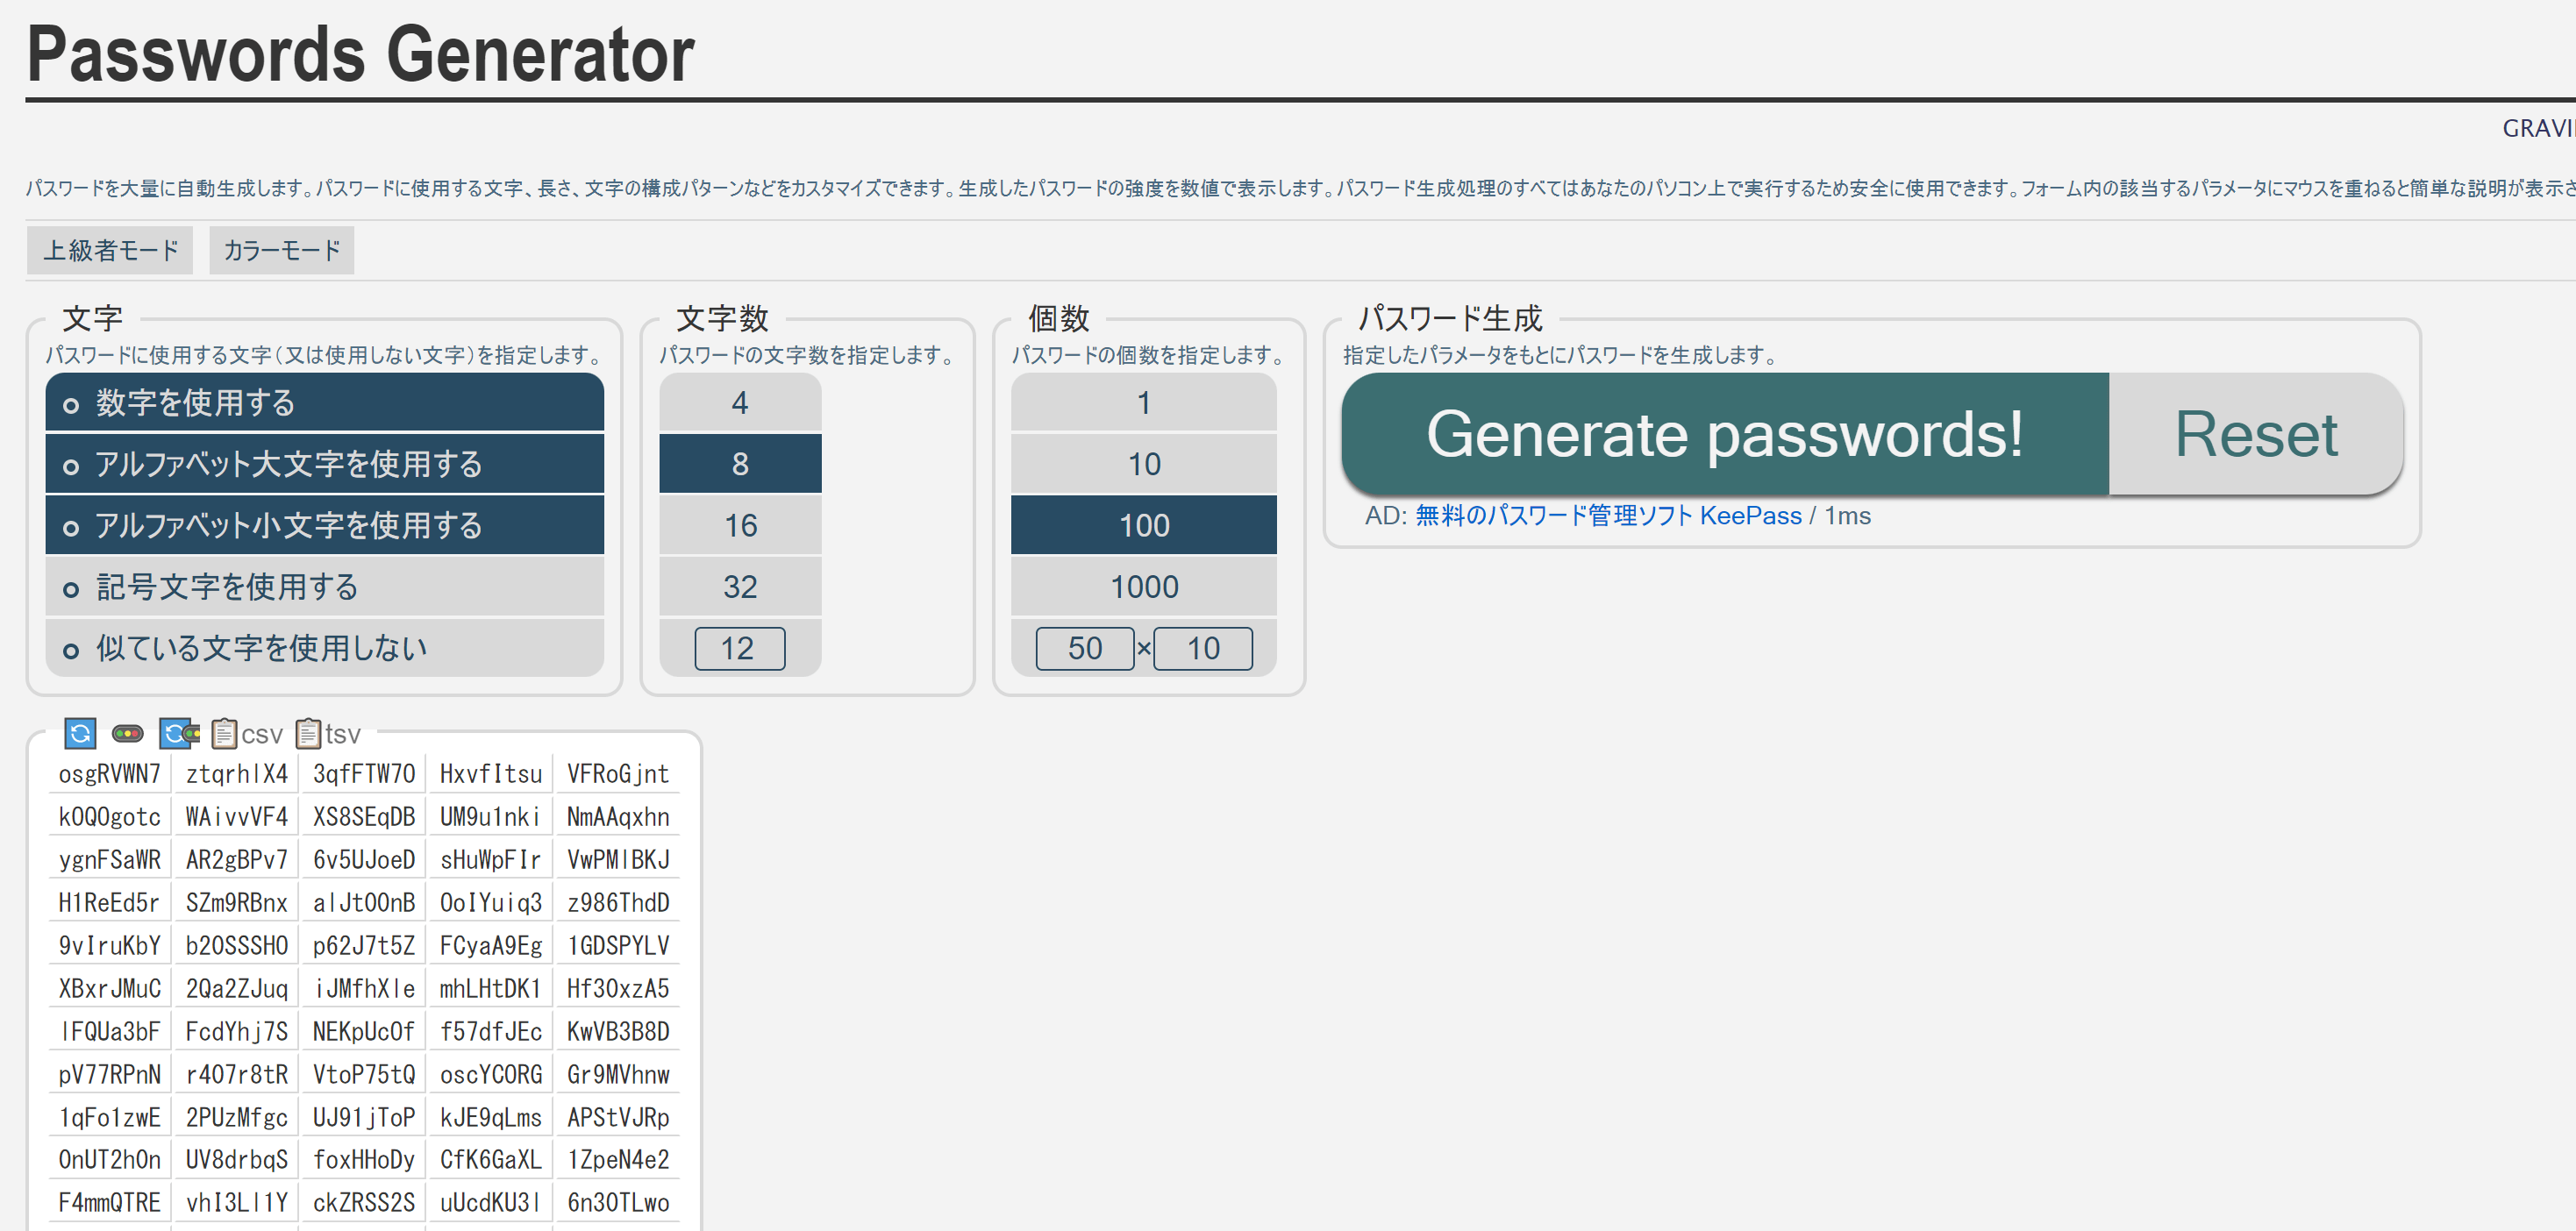 Passwords Generator
GRAVI
パスワードを大量に自動生成します。パスワードに使用する文字、長さ、文字の構成パターンなどをカスタマイズできます。生成したパスワードの強度を数値で表示します。パスワード生成処理のすべてはあなたのパソコン上で実行するため安全に使用できます。フォーム内の該当するパラメータにマウスを重ねると簡単な説明が表示さ
上級者モード カラーモード
文字
パスワードに使用する文字(又は使用しない文字)を指定します。
数字を使用する
アルファベット大文字を使用する
アルファベット小文字を使用する
記号文字を使用する
似ている文字を使用しない
文字数
パスワードの文字数を指定します。
4
8
16
32
12
個数
パスワードの個数を指定します。
1
10
100
1000
50×10
パスワード生成
指定したパラメータをもとにパスワードを生成します。
Generate passwords! Reset
AD: 無料のパスワード管理ソフト KeePass / 1ms
csv tsv
osgRVWN7 ztqrhlX4 3qfFTW7O HxvfItsu VFRoGjnt
kOQOgotc WAivvVF4 XS8SEqDB UM9u1nki NmAAqxhn
ygnFSaWR AR2gBPv7 6v5UJoeD sHuWpFIr VwPMlBKJ
H1ReEd5r SZm9RBnx alJtOOnB OoIYuiq3 z986ThdD
9vIruKbY b2OSSSHO p62J7t5Z FCyaA9Eg 1GDSPYLV
XBxrJMuC 2Qa2ZJuq iJMfhXle mhLHtDK1 Hf3OxzA5
lFQUa3bF FcdYhj7S NEKpUcOf f57dfJEc KwVB3B8D
pV77RPnN r4O7r8tR VtoP75tQ oscYCORG Gr9MVhnw
1qFo1zwE 2PUzMfgc UJ91jToP kJE9qLms APStVJRp
OnUT2hOn UV8drbqS foxHHoDy CfK6GaXL 1ZpeN4e2
F4mmQTRE vhI3Ll1Y ckZRSS2S uUcdKU3l 6n3OTLwo